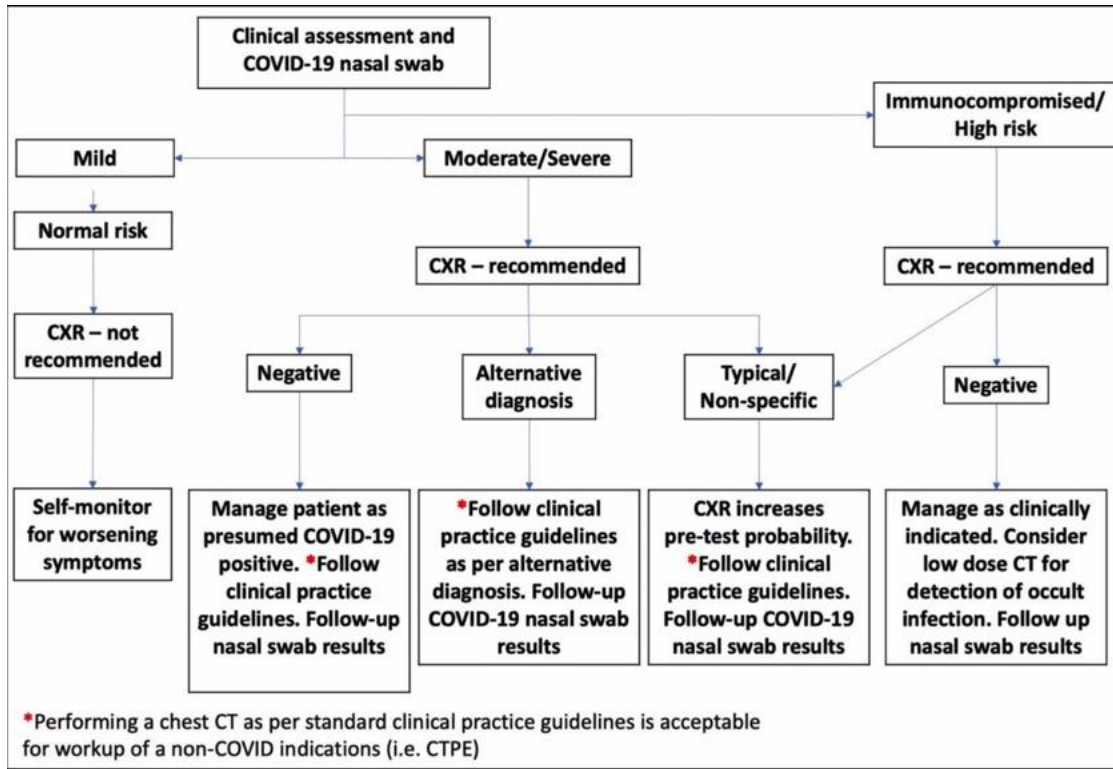 Clinical assessment and
COVID-19 nasal swab
Immunocompromised/
High risk
Mild
Moderate/Severe
Normal risk
CXR – recommended
CXR – recommended
CXR – not
recommended
Negative
Alternative
diagnosis
Typical/
Non-specific
Negative
Self-monitor
for worsening
symptoms
Manage patient as
presumed COVID-19
positive. *Follow
clinical practice
guidelines. Follow-up
nasal swab results
*Follow clinical
practice guidelines
as per alternative
diagnosis. Follow-up
COVID-19 nasal swab
results
CXR increases
pre-test probability.
*Follow clinical
practice guidelines.
Follow-up COVID-19
nasal swab results
Manage as clinically
indicated. Consider
low dose CT for
detection of occult
infection. Follow up
nasal swab results
*Performing a chest CT as per standard clinical practice guidelines is acceptable
for workup of a non-COVID indications (i.e. CTPE)